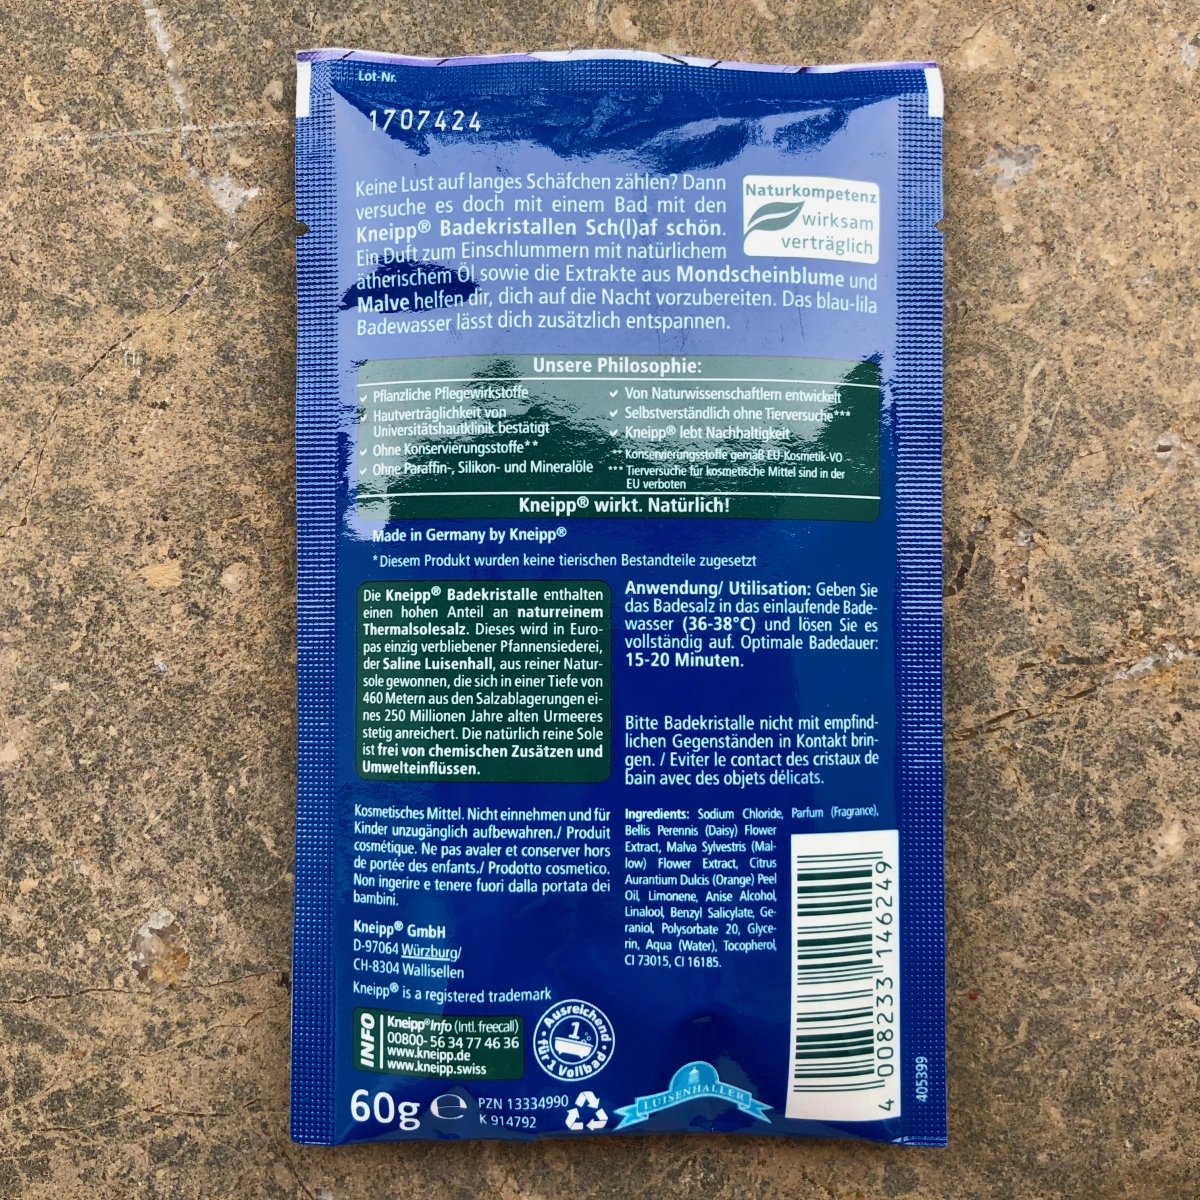 Lot-Nr.
1707424
Keine Lust auf langes Schäfchen zählen? Dann
versuche es doch mit einem Bad mit den
Kneipp® Badekristallen Sch(l)af schön.
Ein Duft zum Einschlummern mit natürlichem
ätherischem Öl sowie die Extrakte aus Mondscheinblume und
Malve helfen dir, dich auf die Nacht vorzubereiten. Das blau-lila
Badewasser lässt dich zusätzlich entspannen.
Naturkompetenz
wirksam
verträglich
Unsere Philosophie:
Pflanzliche Pflegewirkstoffe
Hautverträglichkeit von
Universitätshautklinik bestätigt
Ohne Konservierungsstoffe**
Ohne Paraffin-, Silikon- und Mineralöle
Von Naturwissenschaftlern entwickelt
Selbstverständlich ohne Tierversuche***
Kneipp® lebt Nachhaltigkeit
** Konservierungsstoffe gemäß EU-Kosmetik-VO
*** Tierversuche für kosmetische Mittel sind in der
EU verboten
Kneipp® wirkt. Natürlich!
Made in Germany by Kneipp®
*Diesem Produkt wurden keine tierischen Bestandteile zugesetzt
Die Kneipp® Badekristalle enthalten
einen hohen Anteil an naturreinem
Thermalsolesalz. Dieses wird in Euro-
pas einzig verbliebener Pfannensiederei,
der Saline Luisenhall, aus reiner Natur-
sole gewonnen, die sich in einer Tiefe von
460 Metern aus den Salzablagerungen ei-
nes 250 Millionen Jahre alten Urmeeres
stetig anreichert. Die natürlich reine Sole
ist frei von chemischen Zusätzen und
Umwelteinflüssen.
Anwendung/ Utilisation: Geben Sie
das Badesalz in das einlaufende Bade-
wasser (36-38°C) und lösen Sie es
vollständig auf. Optimale Badedauer:
15-20 Minuten.
Bitte Badekristalle nicht mit empfind-
lichen Gegenständen in Kontakt brin-
gen. / Eviter le contact des cristaux de
bain avec des objets délicats.
Kosmetisches Mittel. Nicht einnehmen und für
Kinder unzugänglich aufbewahren./ Produit
cosmétique. Ne pas avaler et conserver hors
de portée des enfants./ Prodotto cosmetico.
Non ingerire e tenere fuori dalla portata dei
bambini.
Ingredients: Sodium Chloride, Parfum (Fragrance),
Bellis Perennis (Daisy) Flower
Extract, Malva Sylvestris (Mal-
low) Flower Extract, Citrus
Aurantium Dulcis (Orange) Peel
Oil, Limonene, Anise Alcohol,
Linalool, Benzyl Salicylate, Ge-
raniol, Polysorbate 20, Glyce-
rin, Aqua (Water), Tocopherol,
CI 73015, CI 16185.
Kneipp® GmbH
D-97064 Würzburg/
CH-8304 Wallisellen
Kneipp® is a registered trademark
INFO
Kneipp®Info (Intl. freecall)
00800- 56 34 77 46 36
www.kneipp.de
www.kneipp.swiss
Ausreichend
1
für 1 Vollbad
60g e
PZN 13334990
K 914792
LUISENHALLER
4 008233 146249
405399